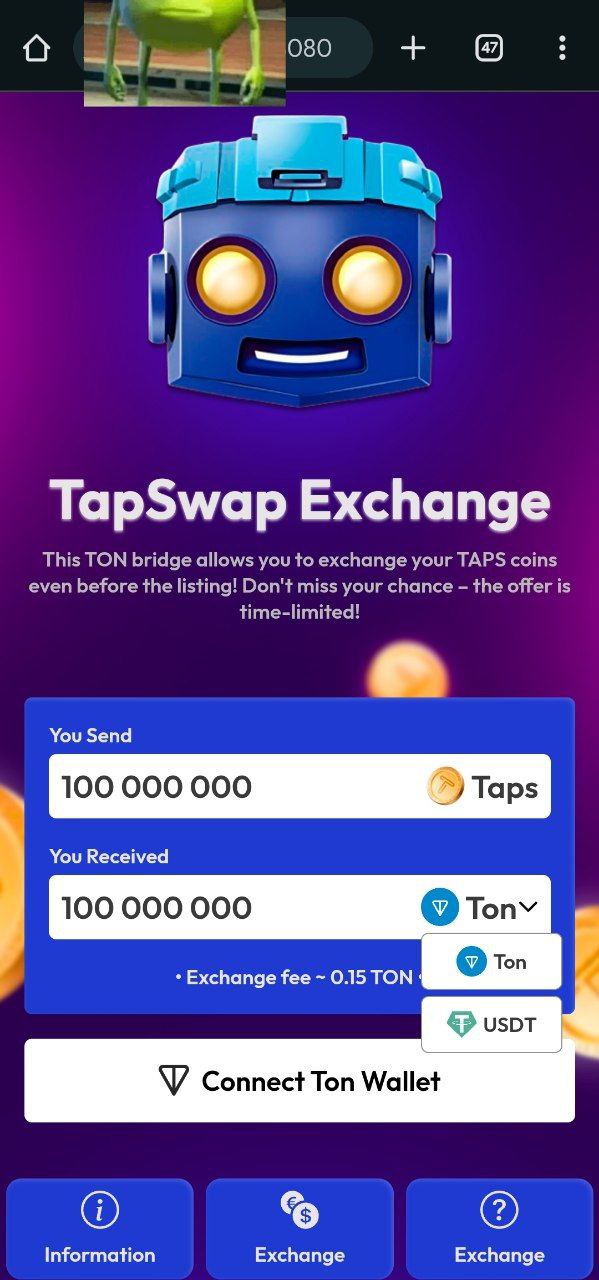 080
47
TapSwap Exchange
This TON bridge allows you to exchange your TAPS coins
even before the listing! Don't miss your chance – the offer is
time-limited!
You Send
100 000 000 Taps
You Received
100 000 000 Ton
Ton
• Exchange fee ~ 0.15 TON
USDT
Connect Ton Wallet
Information
Exchange
Exchange